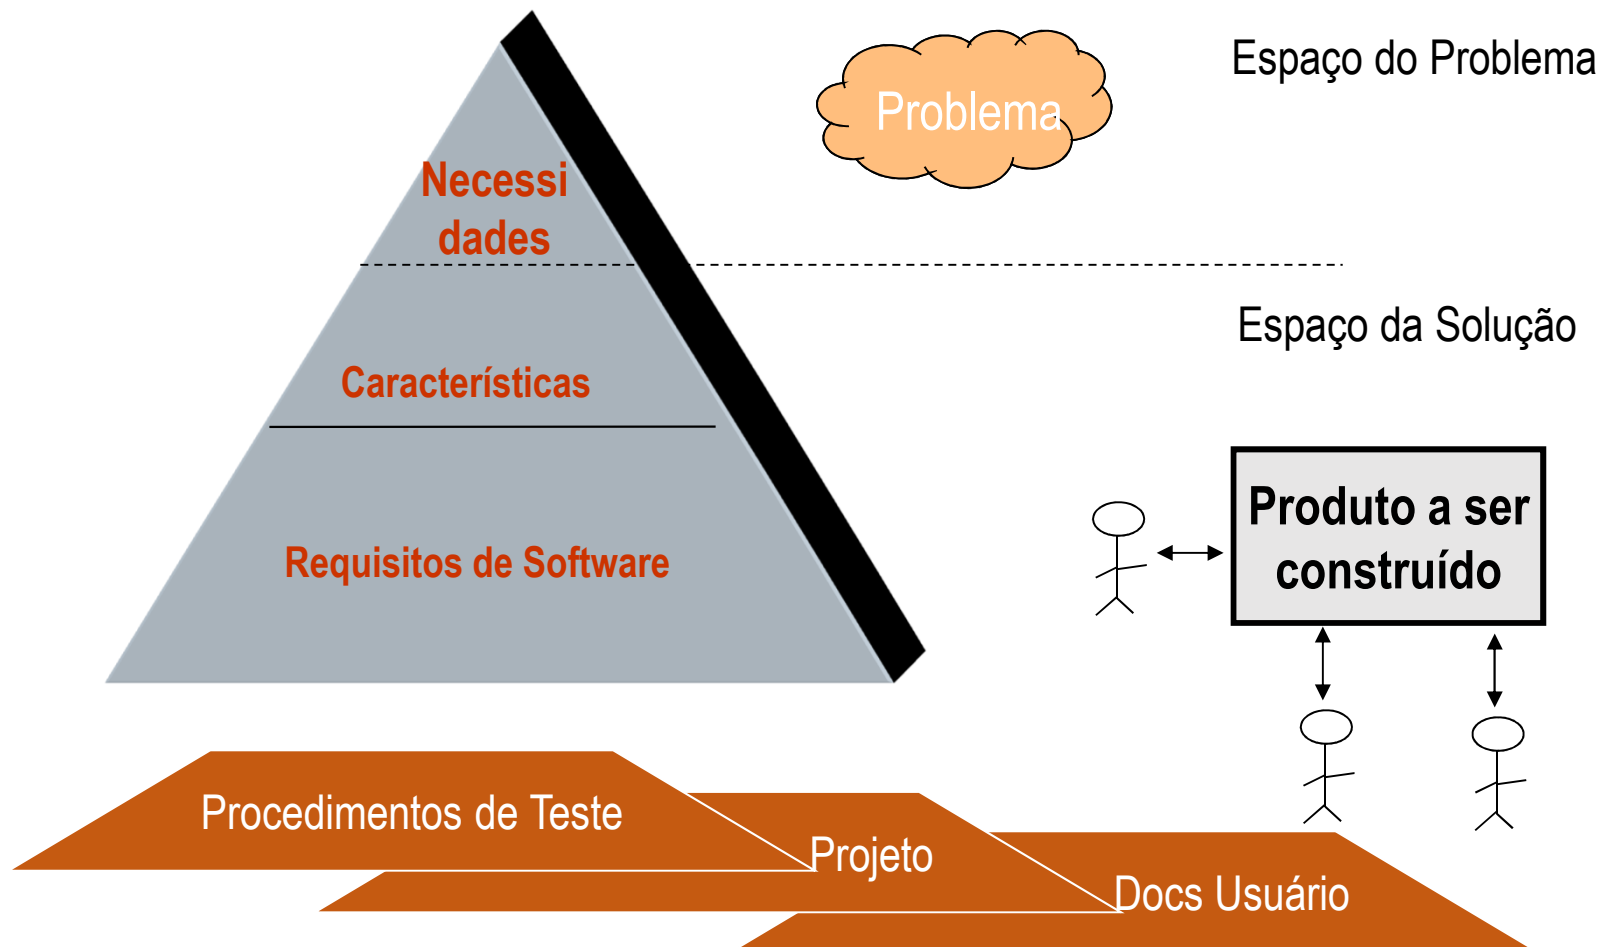 Espaço do Problema
Problema
Necessi
dades
Espaço da Solução
Características
Produto a ser
construído
Requisitos de Software
Procedimentos de Teste
Projeto
Docs Usuário